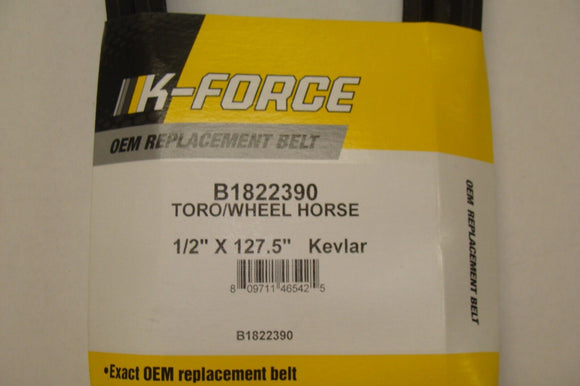 K-FORCE
OEM REPLACEMENT BELT
B1822390
TORO/WHEEL HORSE
1/2" X 127.5" Kevlar
8 09711 46542 5
B1822390
•Exact OEM replacement belt
OEM REPLACEMENT BELT